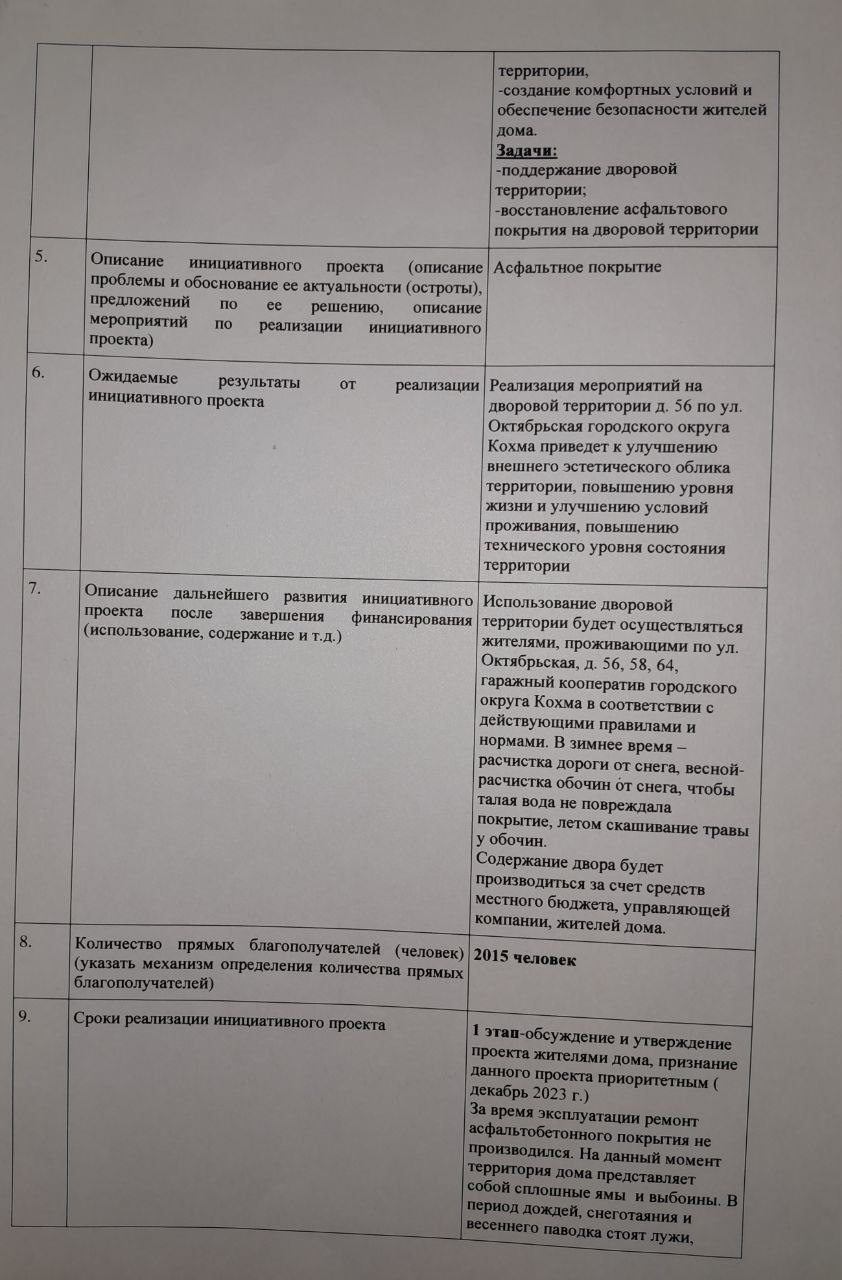 территории,
-создание комфортных условий и
обеспечение безопасности жителей
дома.
Задачи:
-поддержание дворовой
территории;
-восстановление асфальтового
покрытия на дворовой территории
5.
Описание инициативного проекта (описание
проблемы и обоснование ее актуальности (остроты),
предложений по ее решению, описание
мероприятий по реализации инициативного
проекта)
Асфальтное покрытие
6.
Ожидаемые результаты от реализации
инициативного проекта
Реализация мероприятий на
дворовой территории д. 56 по ул.
Октябрьская городского округа
Кохма приведет к улучшению
внешнего эстетического облика
территории, повышению уровня
жизни и улучшению условий
проживания, повышению
технического уровня состояния
территории
7.
Описание дальнейшего развития инициативного
проекта после завершения финансирования
(использование, содержание и т.д.)
Использование дворовой
территории будет осуществляться
жителями, проживающими по ул.
Октябрьская, д. 56, 58, 64,
гаражный кооператив городского
округа Кохма в соответствии с
действующими правилами и
нормами. В зимнее время –
расчистка дороги от снега, весной-
расчистка обочин от снега, чтобы
талая вода не повреждала
покрытие, летом скашивание травы
у обочин.
Содержание двора будет
производиться за счет средств
местного бюджета, управляющей
компании, жителей дома.
8.
Количество прямых благополучателей (человек)
(указать механизм определения количества прямых
благополучателей)
2015 человек
9.
Сроки реализации инициативного проекта
1 этап-обсуждение и утверждение
проекта жителями дома, признание
данного проекта приоритетным (
декабрь 2023 г.)
За время эксплуатации ремонт
асфальтобетонного покрытия не
производился. На данный момент
территория дома представляет
собой сплошные ямы и выбоины. В
период дождей, снеготаяния и
весеннего паводка стоят лужи,